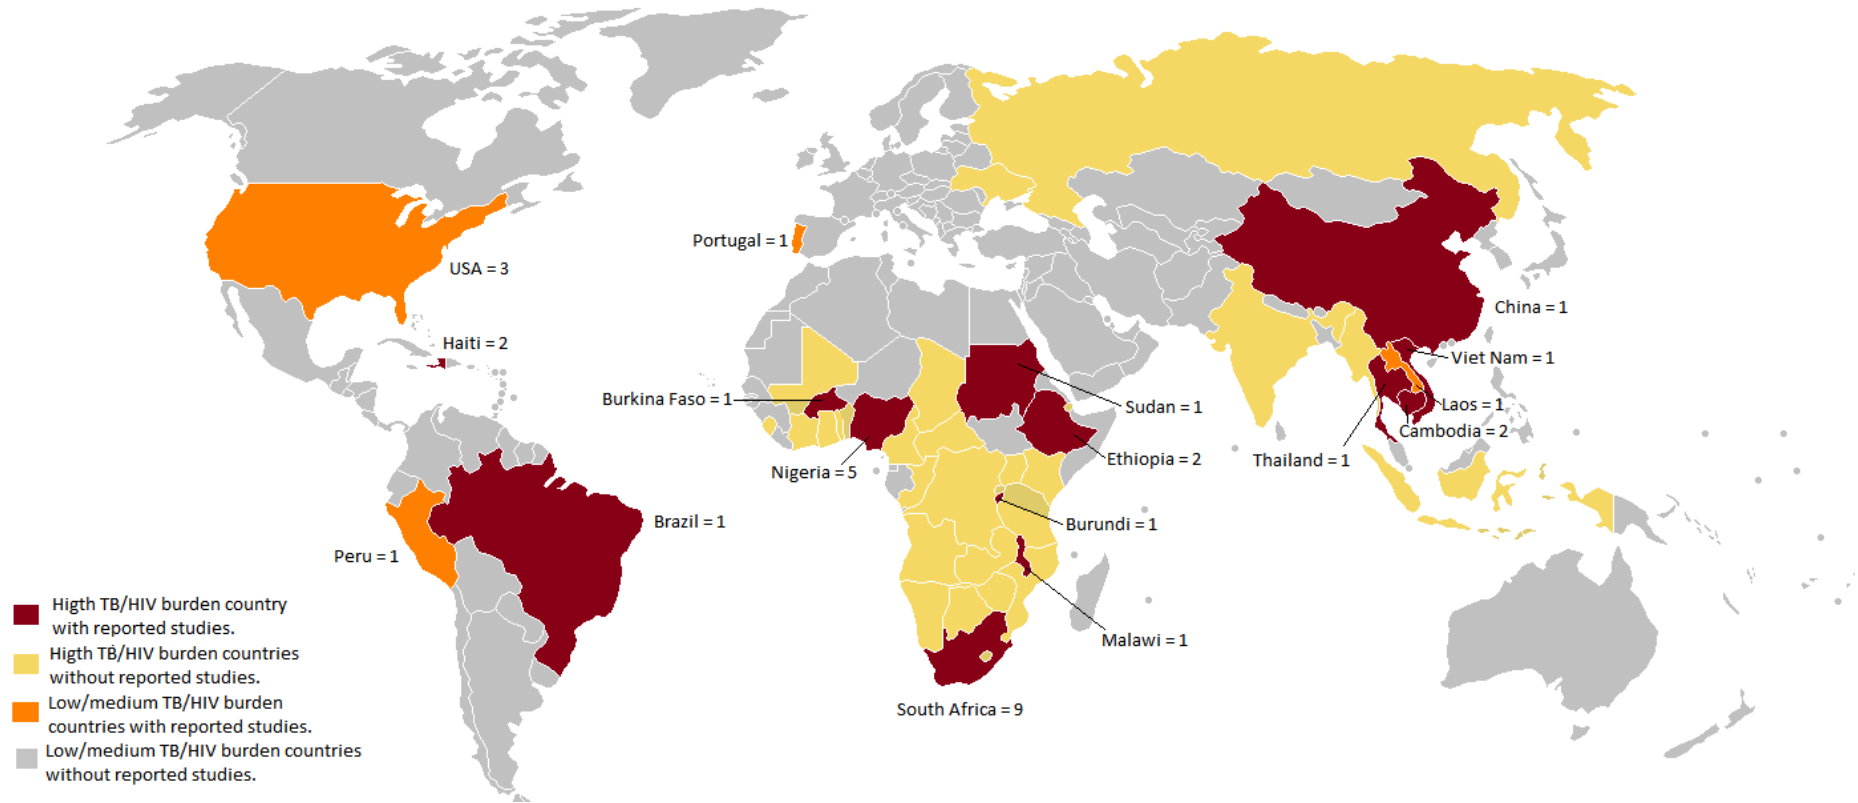 Portugal = 1
USA = 3
China = 1
Haiti = 2
Viet Nam = 1
Burkina Faso = 1
Sudan = 1
Laos = 1
Cambodia = 2
Nigeria = 5
Ethiopia = 2
Thailand = 1
Brazil = 1
Burundi = 1
Peru = 1
Malawi = 1
South Africa = 9
Higth TB/HIV burden country
with reported studies.
Higth TB/HIV burden countries
without reported studies.
Low/medium TB/HIV burden
countries with reported studies.
Low/medium TB/HIV burden countries
without reported studies.